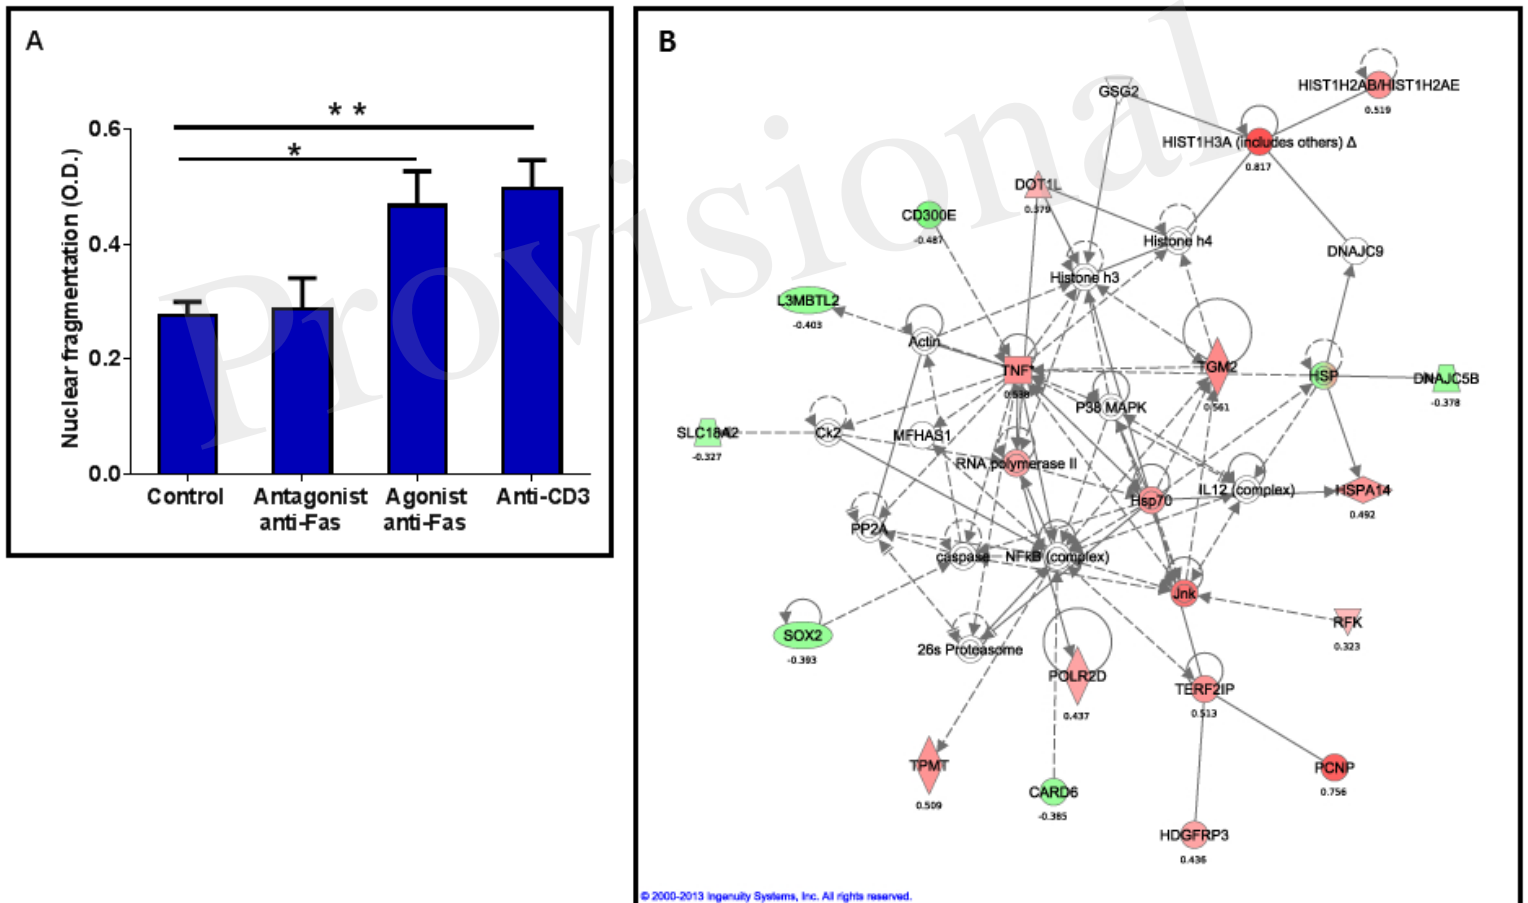 A
* *
*
0.6
0.4
0.2
0.0
Nuclear fragmentation (O.D.)
Control
Antagonist
anti-Fas
Agonist
anti-Fas
Anti-CD3
B
GSG2
HIST1H2AB/HIST1H2AE
0.519
HIST1H3A (includes others) Δ
0.817
DOT1L
0.379
CD300E
-0.487
Histone h4
DNAJC9
Histone h3
L3MBTL2
-0.403
Actin
TNF
0.538
TGM2
0.561
HSP
DNAJC5B
-0.378
P38 MAPK
SLC18A2
-0.327
Ck2
MFHAS1
RNA polymerase II
Hsp70
IL12 (complex)
HSPA14
0.492
PP2A
caspase
NFkB (complex)
Jnk
RFK
0.323
SOX2
-0.393
26s Proteasome
POLR2D
0.437
TERF2IP
0.513
TPMT
0.509
CARD6
-0.385
PCNP
0.756
HDGFRP3
0.436
© 2000-2013 Ingenuity Systems, Inc. All rights reserved.
Provisional